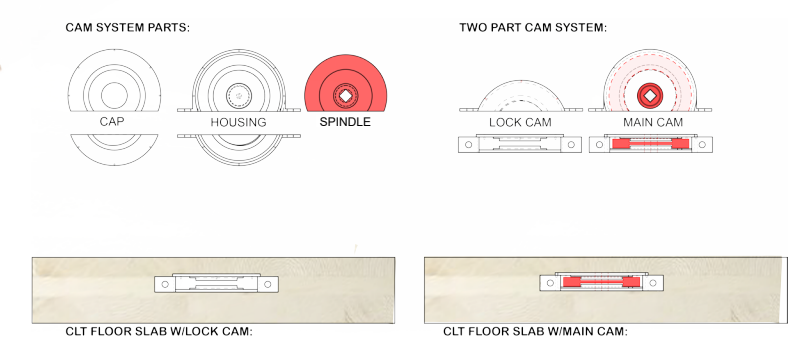 CAM SYSTEM PARTS:
TWO PART CAM SYSTEM:
CAP
HOUSING
SPINDLE
LOCK CAM
MAIN CAM
CLT FLOOR SLAB W/LOCK CAM:
CLT FLOOR SLAB W/MAIN CAM: